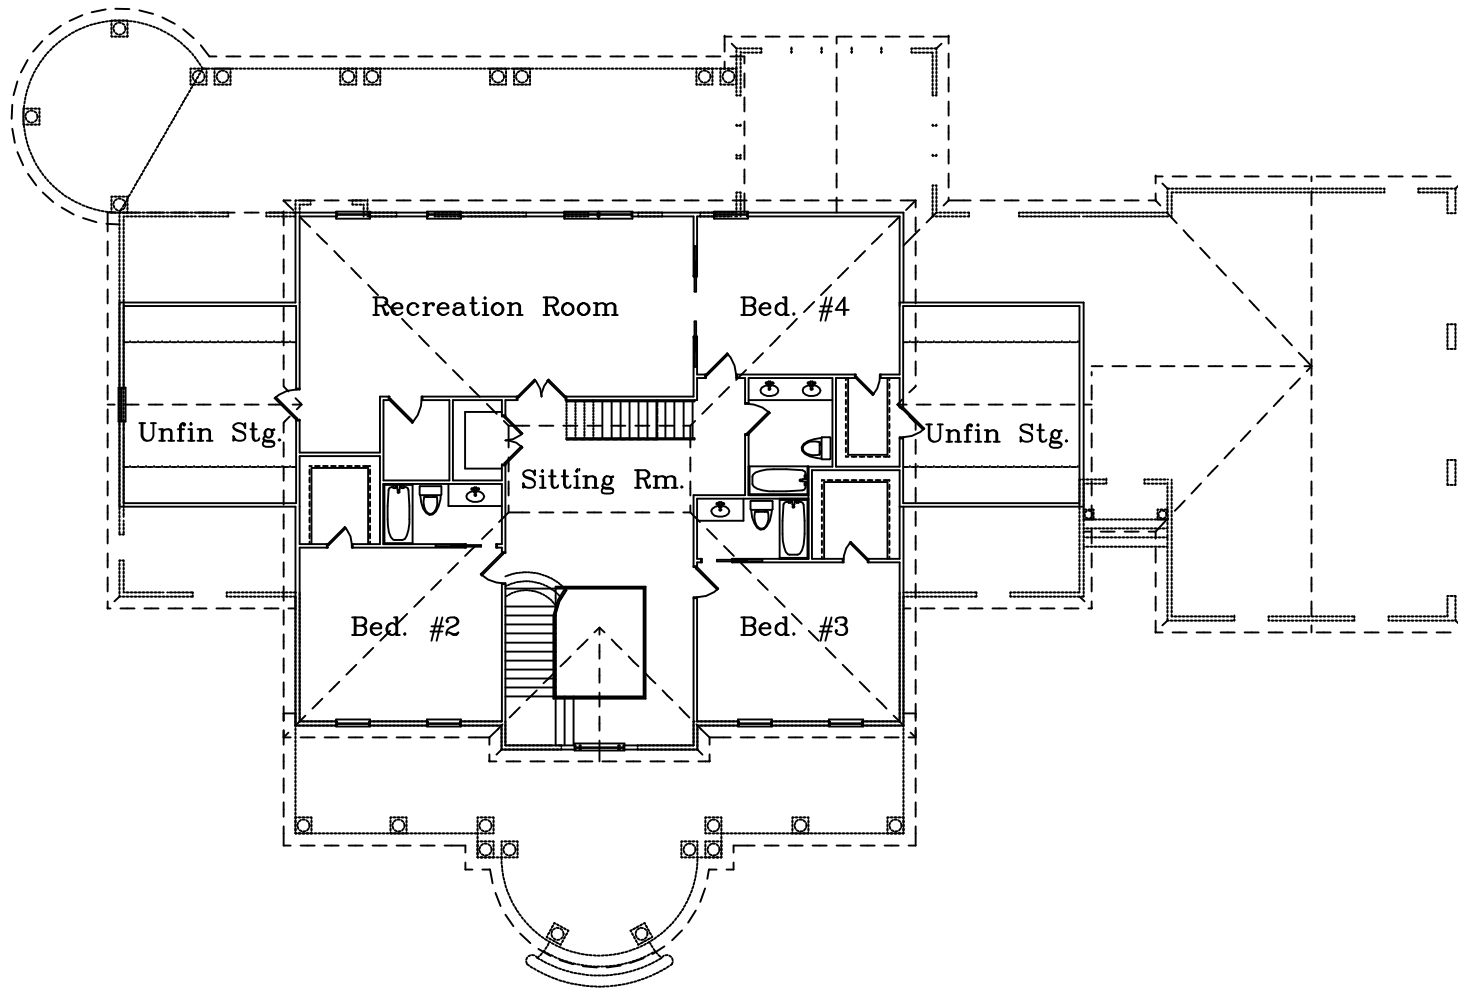 Recreation Room
Bed. #4
Unfin Stg.
Unfin Stg.
Sitting Rm.
Bed. #2
Bed. #3